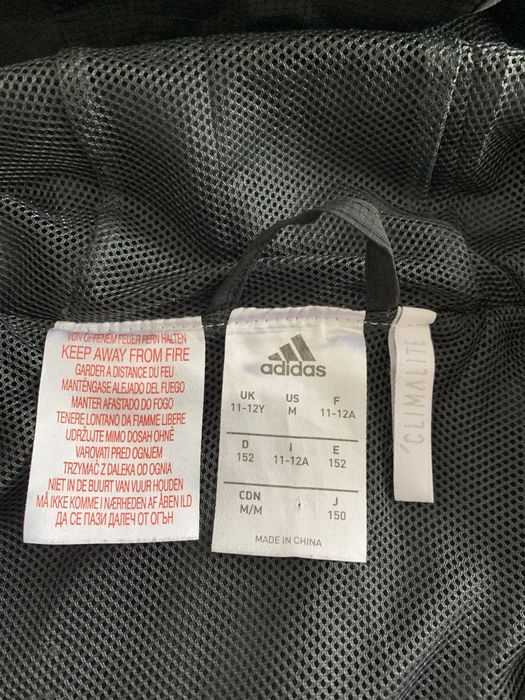 VON OFFENEM FEUER FERN HALTEN
KEEP AWAY FROM FIRE
GARDER A DISTANCE DU FEU
MANTÉNGASE ALEJADO DEL FUEGO
MANTER AFASTADO DO FOGO
TENERE LONTANO DA FIAMME LIBERE
UDRŽUJTE MIMO DOSAH OHNĚ
VAROVATI PRED OGNJEM
TRZYMAĆ Z DALEKA OD OGNIA
NIET IN DE BUURT VAN VUUR HOUDEN
MÅ IKKE KOMME I NÆRHEDEN AF ÅBEN ILD
ДА СЕ ПАЗИ ДАЛЕЧ ОТ ОГЪН
adidas
UK US F
11-12Y M 11-12A
D I E
152 11-12A 152
CDN J
M/M 150
MADE IN CHINA
CLIMALITE